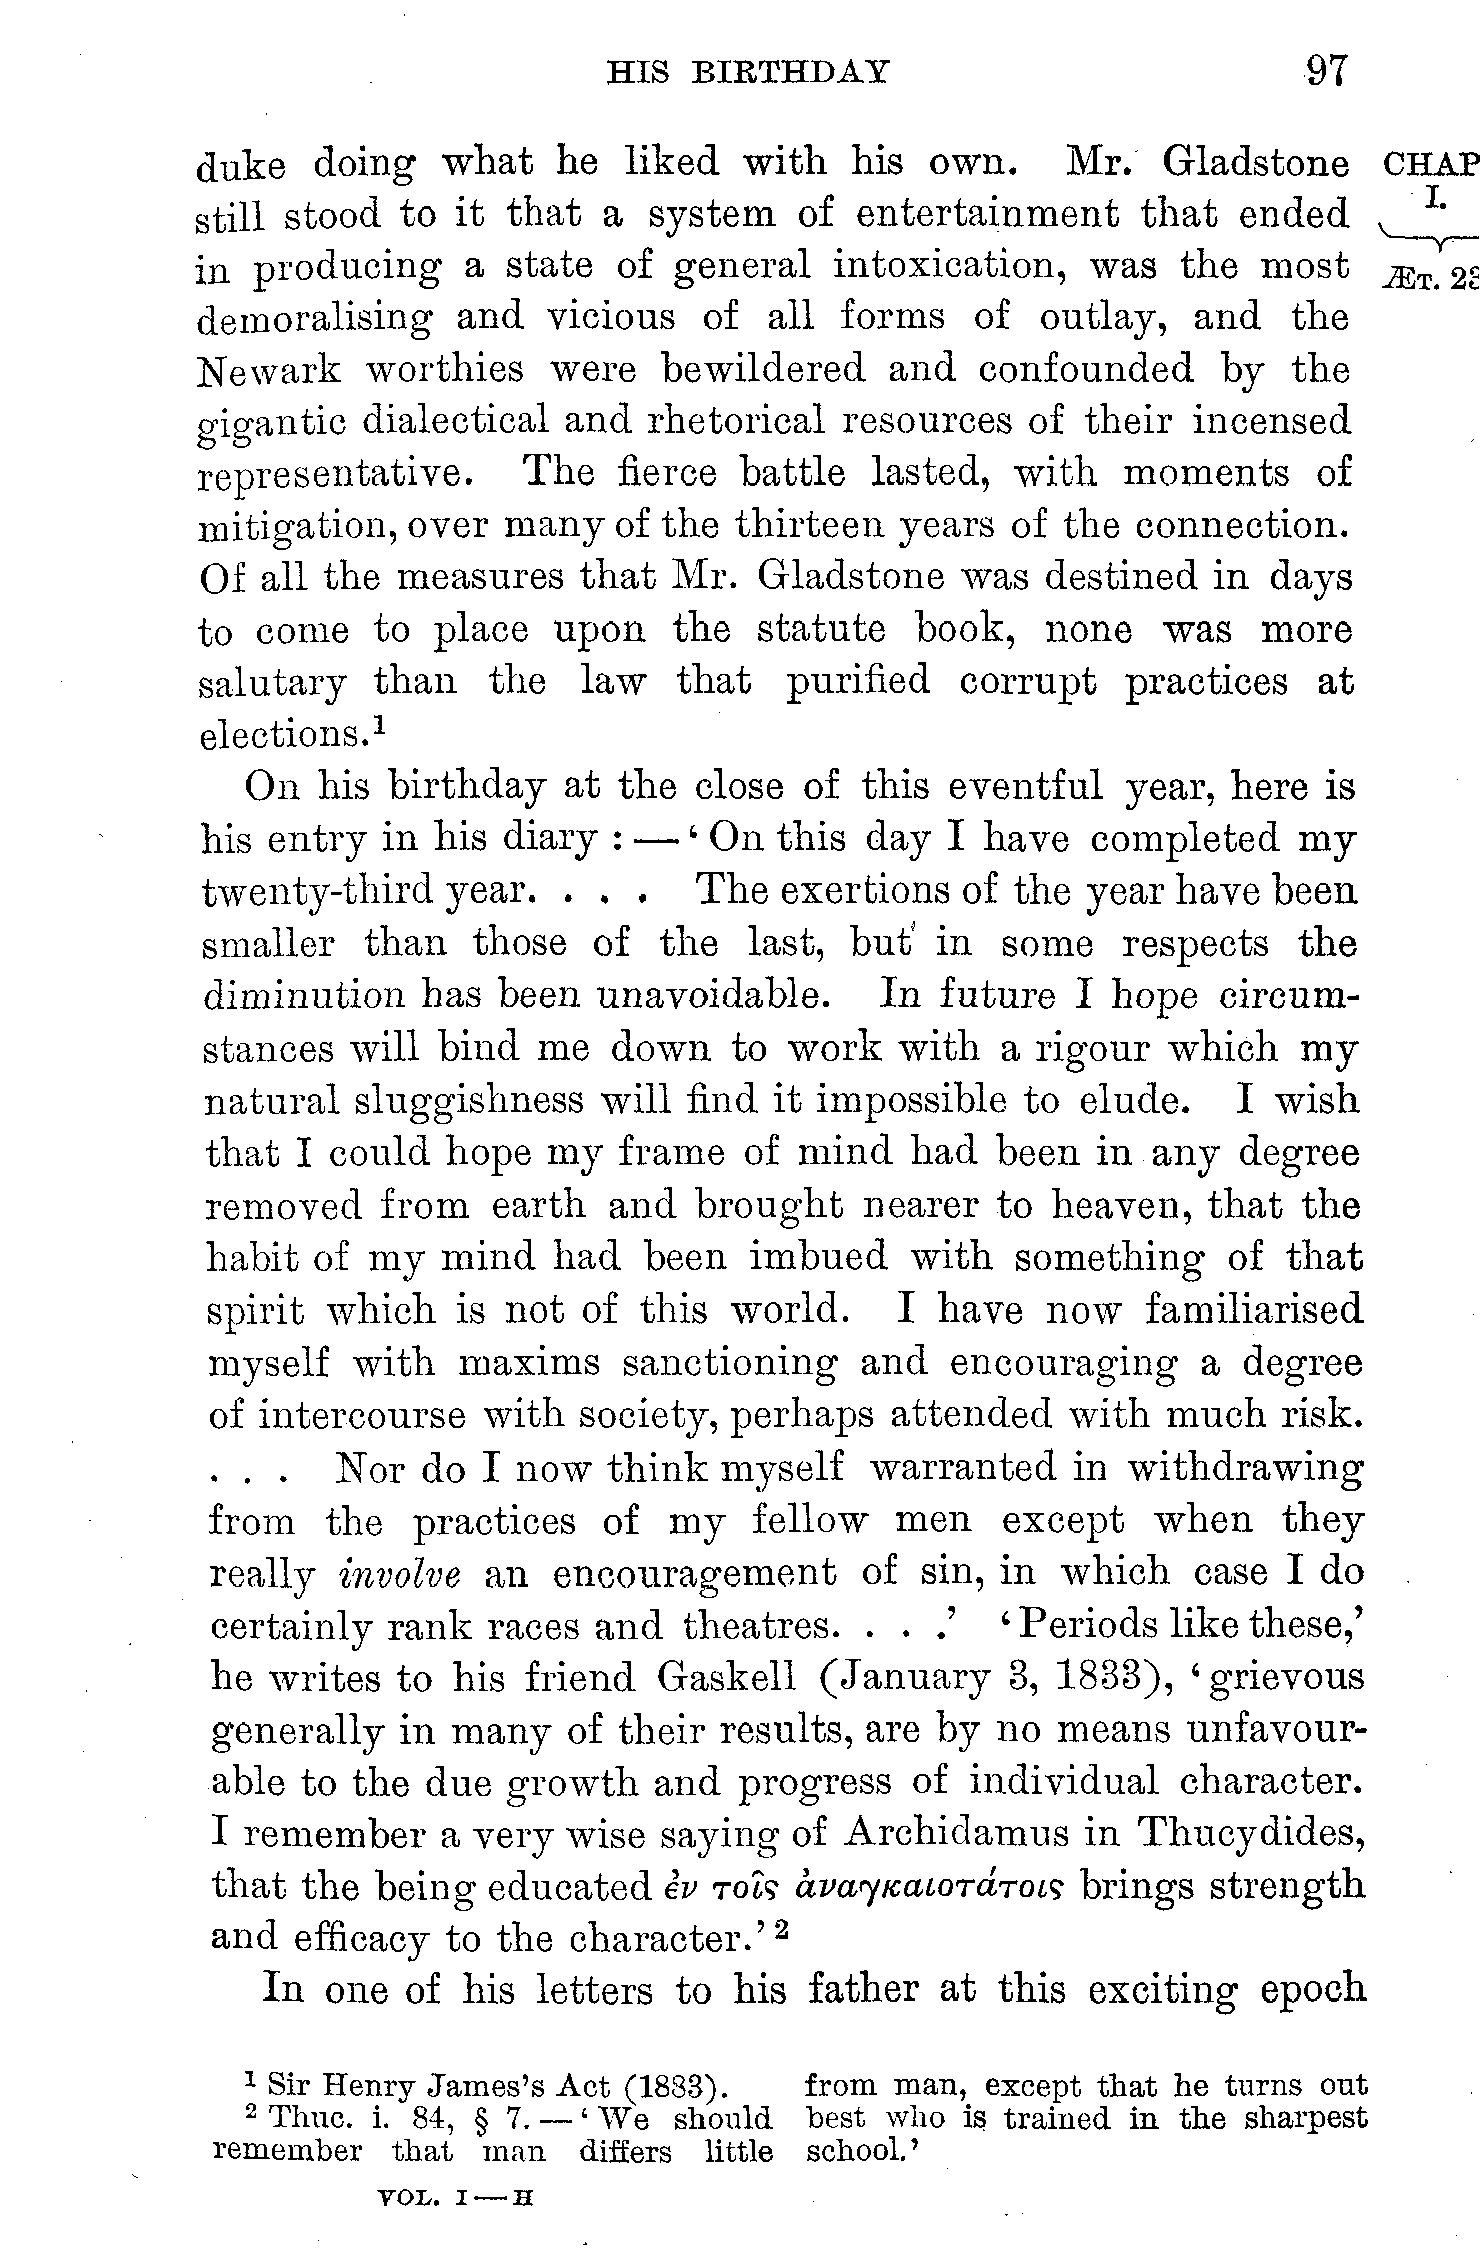 HIS BIRTHDAY 97
duke doing what he liked with his own. Mr. Gladstone
still stood to it that a system of entertainment that ended
in producing a state of general intoxication, was the most
demoralising and vicious of all forms of outlay, and the
Newark worthies were bewildered and confounded by the
gigantic dialectical and rhetorical resources of their incensed
representative. The fierce battle lasted, with moments of
mitigation, over many of the thirteen years of the connection.
Of all the measures that Mr. Gladstone was destined in days
to come to place upon the statute book, none was more
salutary than the law that purified corrupt practices at
elections.¹
On his birthday at the close of this eventful year, here is
his entry in his diary : — ‘ On this day I have completed my
twenty-third year. . . . The exertions of the year have been
smaller than those of the last, but in some respects the
diminution has been unavoidable. In future I hope circum-
stances will bind me down to work with a rigour which my
natural sluggishness will find it impossible to elude. I wish
that I could hope my frame of mind had been in any degree
removed from earth and brought nearer to heaven, that the
habit of my mind had been imbued with something of that
spirit which is not of this world. I have now familiarised
myself with maxims sanctioning and encouraging a degree
of intercourse with society, perhaps attended with much risk.
. . . Nor do I now think myself warranted in withdrawing
from the practices of my fellow men except when they
really involve an encouragement of sin, in which case I do
certainly rank races and theatres. . . .’ ‘ Periods like these,’
he writes to his friend Gaskell (January 3, 1833), ‘ grievous
generally in many of their results, are by no means unfavour-
able to the due growth and progress of individual character.
I remember a very wise saying of Archidamus in Thucydides,
that the being educated ἐν τοῖς ἀναγκαιοτάτοις brings strength
and efficacy to the character.’ ²
In one of his letters to his father at this exciting epoch
CHAP
I.
ÆT. 23
¹ Sir Henry James's Act (1883).
² Thuc. i. 84, § 7. — ‘ We should
remember that man differs little
from man, except that he turns out
best who is trained in the sharpest
school.’
VOL. I — H